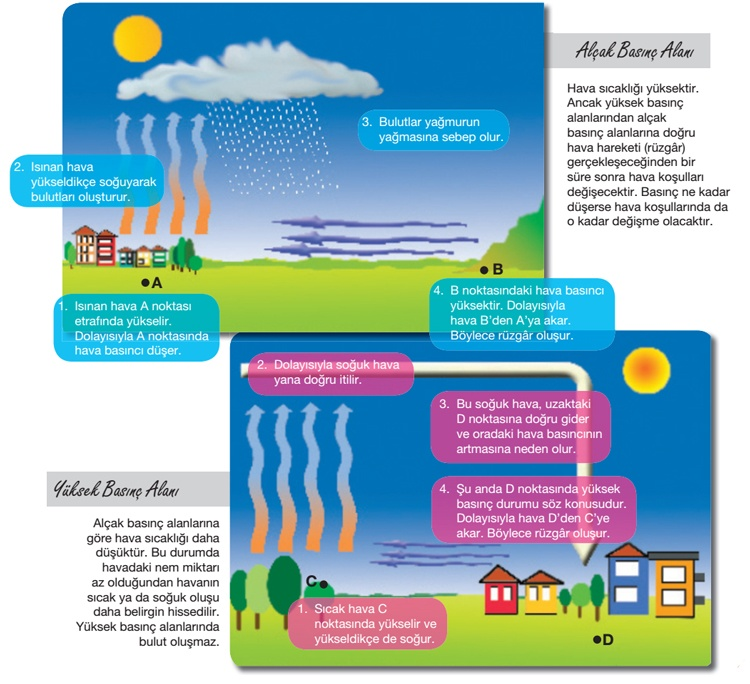 Alçak Basınç Alanı
Hava sıcaklığı yüksektir.
Ancak yüksek basınç
alanlarından alçak
basınç alanlarına doğru
hava hareketi (rüzgâr)
gerçekleşeceğinden bir
süre sonra hava koşulları
değişecektir. Basınç ne kadar
düşerse hava koşullarında da
o kadar değişme olacaktır.
3. Bulutlar yağmurun
yağmasına sebep olur.
2. Isınan hava
yükseldikçe soğuyarak
bulutları oluşturur.
A
B
1. Isınan hava A noktası
etrafında yükselir.
Dolayısıyla A noktasında
hava basıncı düşer.
4. B noktasındaki hava basıncı
yüksektir. Dolayısıyla
hava B'den A'ya akar.
Böylece rüzgâr oluşur.
2. Dolayısıyla soğuk hava
yana doğru itilir.
3. Bu soğuk hava, uzaktaki
D noktasına doğru gider
ve oradaki hava basıncının
artmasına neden olur.
4. Şu anda D noktasında yüksek
basınç durumu söz konusudur.
Dolayısıyla hava D'den C'ye
akar. Böylece rüzgâr oluşur.
Yüksek Basınç Alanı
Alçak basınç alanlarına
göre hava sıcaklığı daha
düşüktür. Bu durumda
havadaki nem miktarı
az olduğundan havanın
sıcak ya da soğuk oluşu
daha belirgin hissedilir.
Yüksek basınç alanlarında
bulut oluşmaz.
C
1. Sıcak hava C
noktasında yükselir ve
yükseldikçe de soğur.
D